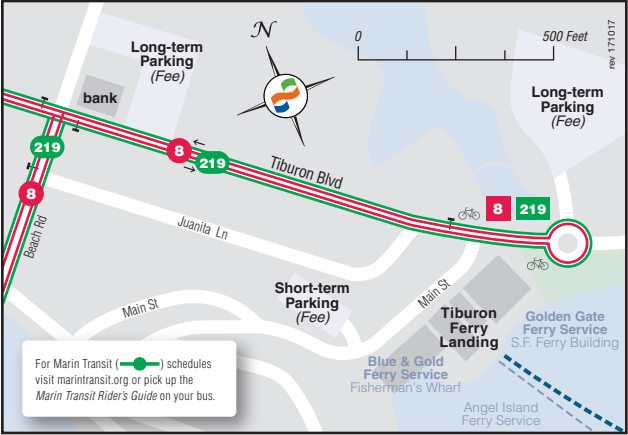 N
0
500 Feet
rev 171017
Long-term
Parking
(Fee)
bank
Long-term
Parking
(Fee)
219
8
8
219
Tiburon Blvd
8
219
Beach Rd
Juanita Ln
Main St
Short-term
Parking
(Fee)
Main St
Tiburon
Ferry
Landing
Golden Gate
Ferry Service
S.F. Ferry Building
Blue & Gold
Ferry Service
Fisherman's Wharf
Angel Island
Ferry Service
For Marin Transit ( ) schedules
visit marintransit.org or pick up the
Marin Transit Rider's Guide on your bus.